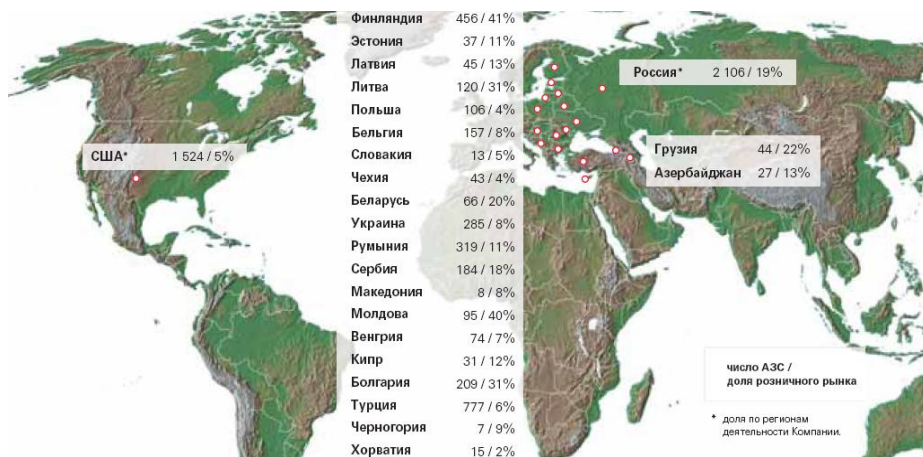 Финляндия 456 / 41%
Эстония 37 / 11%
Латвия 45 / 13%
Литва 120 / 31%
Польша 106 / 4%
Бельгия 157 / 8%
Словакия 13 / 5%
Чехия 43 / 4%
Беларусь 66 / 20%
Украина 285 / 8%
Румыния 319 / 11%
Сербия 184 / 18%
Македония 8 / 8%
Молдова 95 / 40%
Венгрия 74 / 7%
Кипр 31 / 12%
Болгария 209 / 31%
Турция 777 / 6%
Черногория 7 / 9%
Хорватия 15 / 2%
США* 1 524 / 5%
Россия* 2 106 / 19%
Грузия 44 / 22%
Азербайджан 27 / 13%
число АЗС /
доля розничного рынка
* доля по регионам
деятельности Компании.